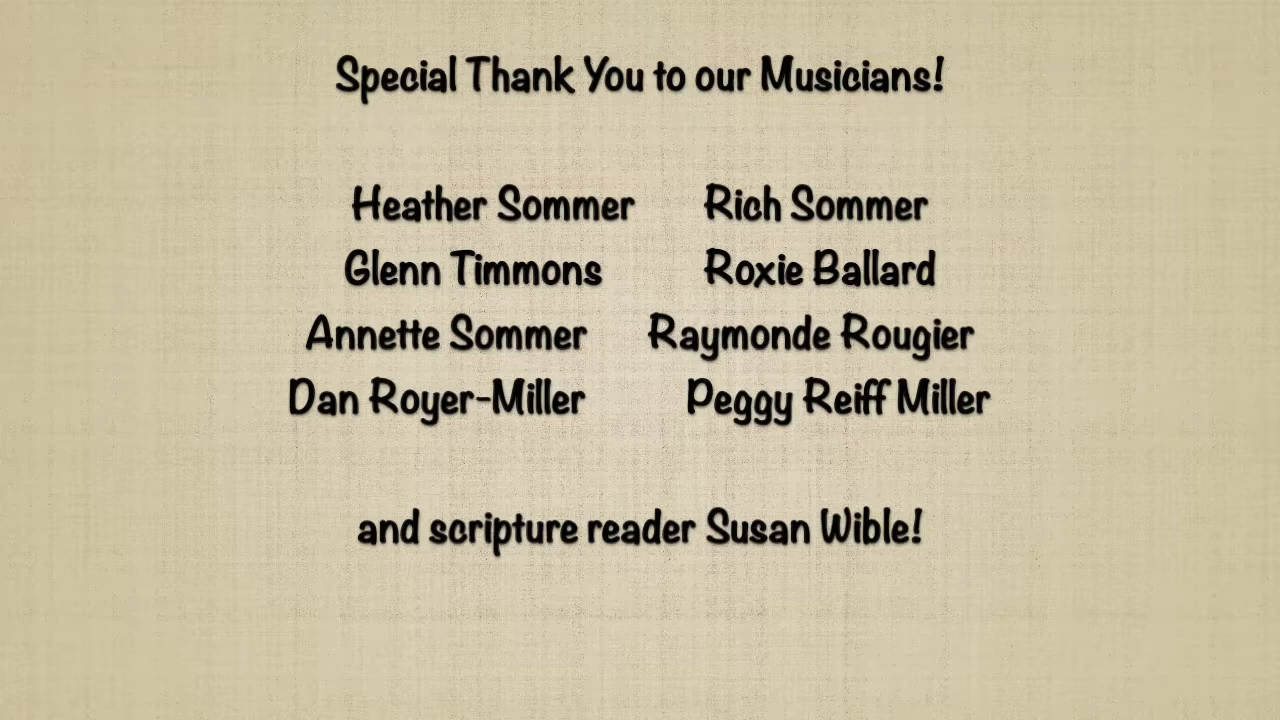 Special Thank You to our Musicians!
Heather Sommer Rich Sommer
Glenn Timmons Roxie Ballard
Annette Sommer Raymonde Rougier
Dan Royer-Miller Peggy Reiff Miller
and scripture reader Susan Wible!